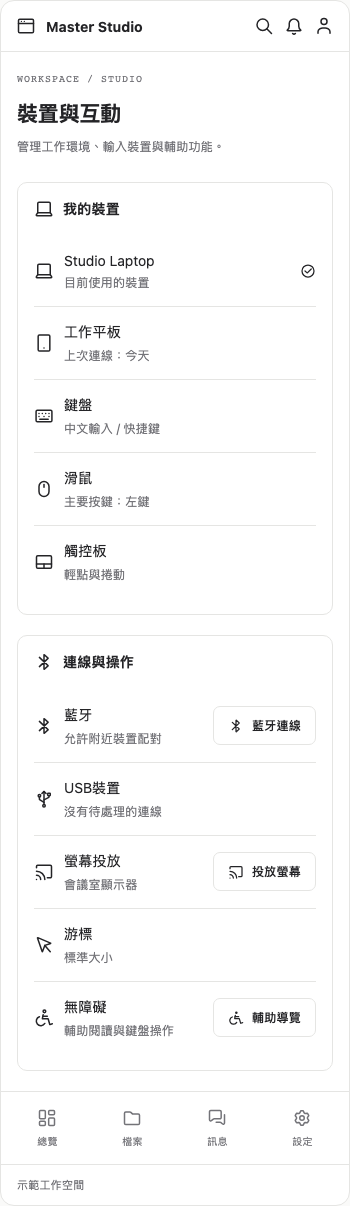 Master Studio
WORKSPACE / STUDIO
裝置與互動
管理工作環境、輸入裝置與輔助功能。
我的裝置
Studio Laptop
目前使用的裝置
工作平板
上次連線：今天
鍵盤
中文輸入 / 快捷鍵
滑鼠
主要按鍵：左鍵
觸控板
輕點與捲動
連線與操作
藍牙
允許附近裝置配對
藍牙連線
USB裝置
沒有待處理的連線
螢幕投放
會議室顯示器
投放螢幕
游標
標準大小
無障礙
輔助閱讀與鍵盤操作
輔助導覽
總覽
檔案
訊息
設定
示範工作空間